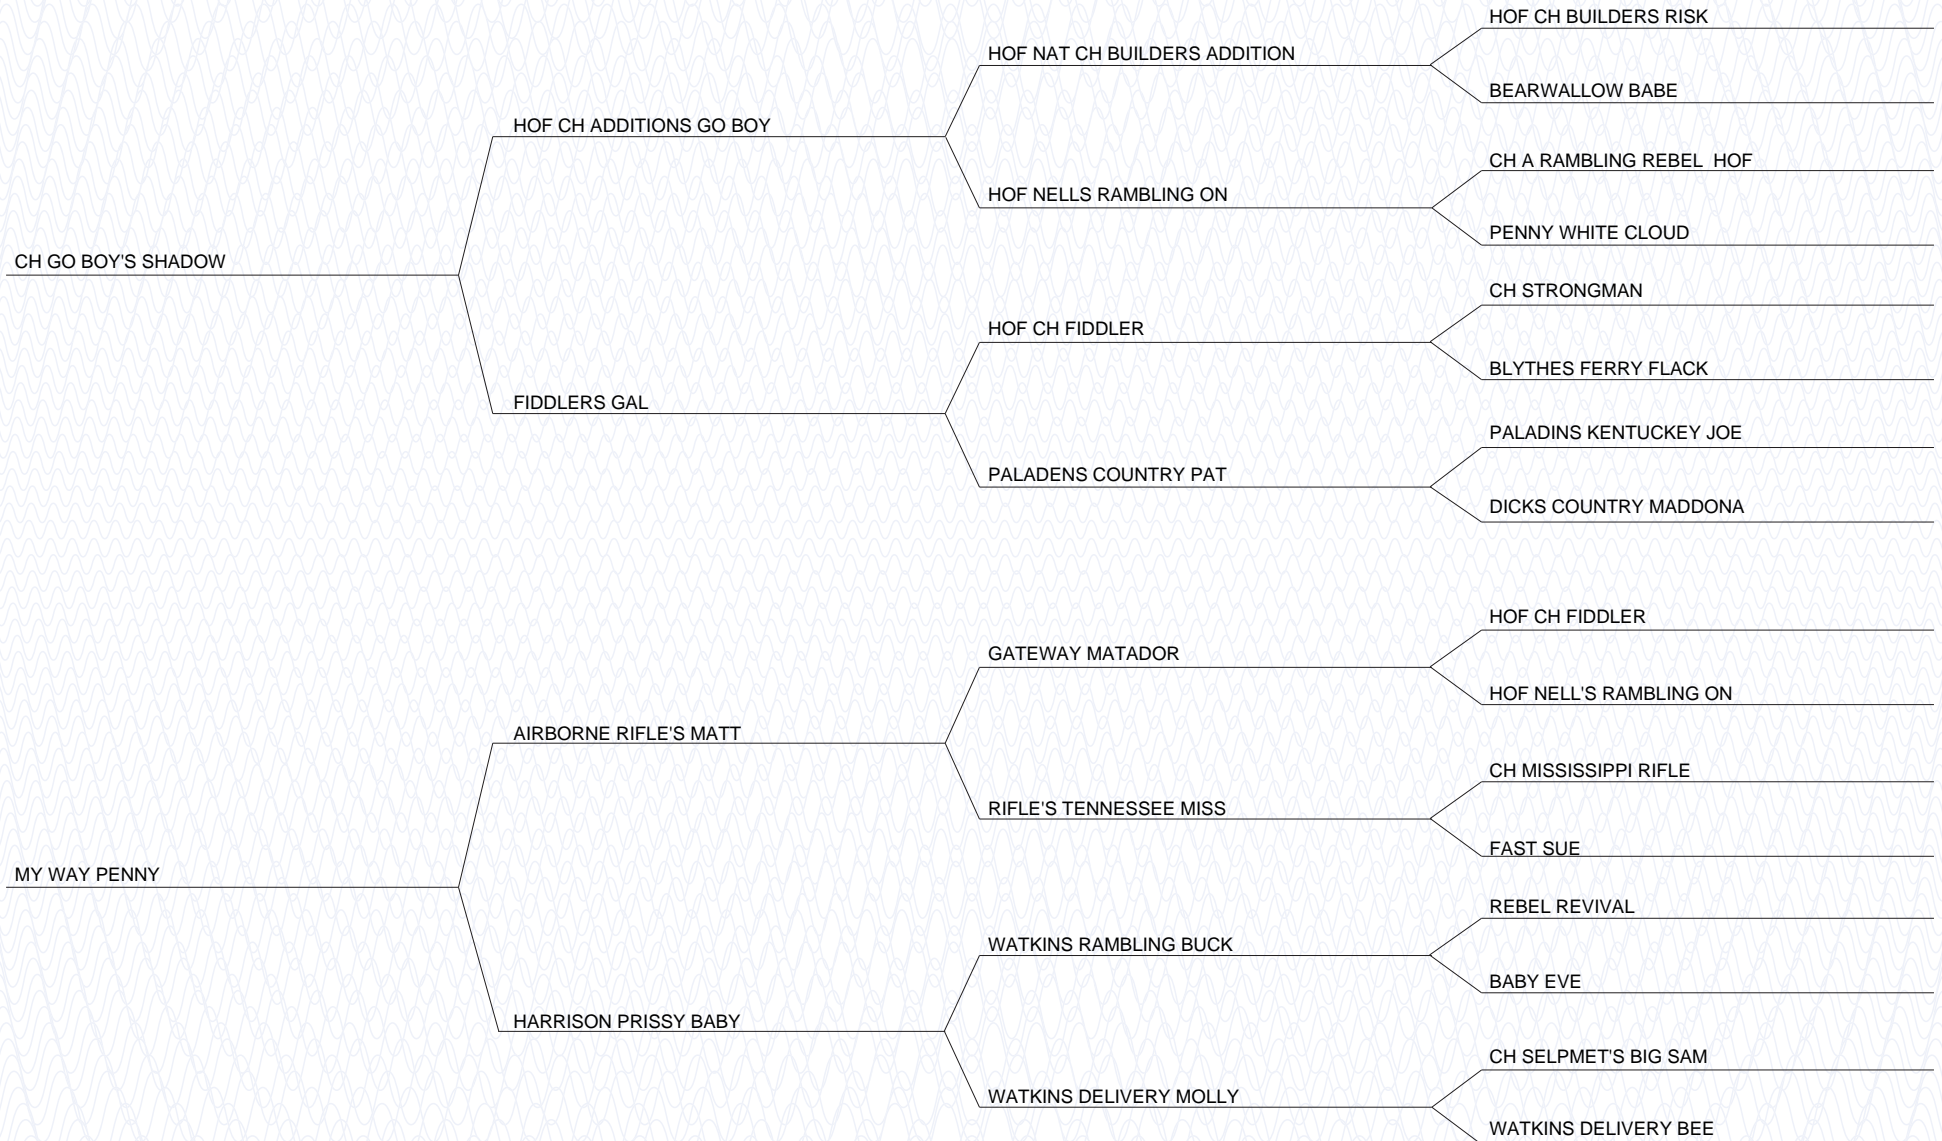 HOF CH BUILDERS RISK
HOF NAT CH BUILDERS ADDITION
BEARWALLOW BABE
HOF CH ADDITIONS GO BOY
CH A RAMBLING REBEL  HOF
HOF NELLS RAMBLING ON
PENNY WHITE CLOUD
CH GO BOY'S SHADOW
CH STRONGMAN
HOF CH FIDDLER
BLYTHES FERRY FLACK
FIDDLERS GAL
PALADINS KENTUCKEY JOE
PALADENS COUNTRY PAT
DICKS COUNTRY MADDONA
HOF CH FIDDLER
GATEWAY MATADOR
HOF NELL'S RAMBLING ON
AIRBORNE RIFLE'S MATT
CH MISSISSIPPI RIFLE
RIFLE'S TENNESSEE MISS
FAST SUE
MY WAY PENNY
REBEL REVIVAL
WATKINS RAMBLING BUCK
BABY EVE
HARRISON PRISSY BABY
CH SELPMET'S BIG SAM
WATKINS DELIVERY MOLLY
WATKINS DELIVERY BEE